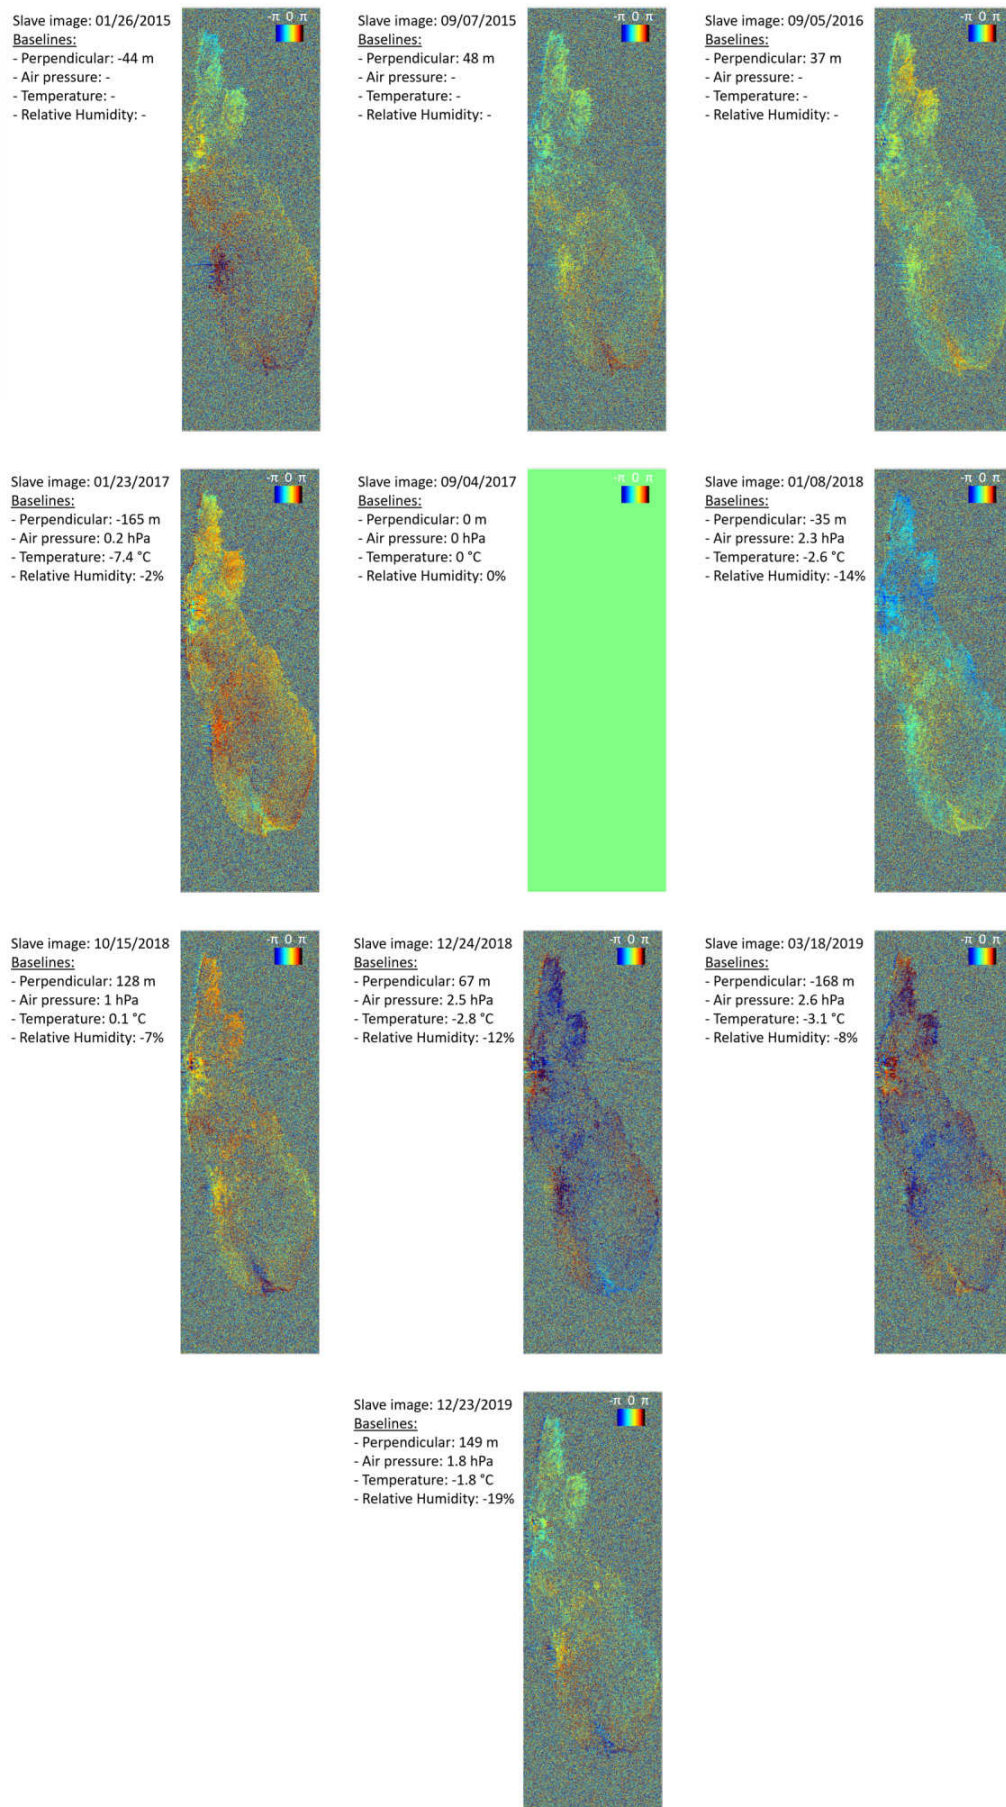 Slave image: 01/26/2015
Baselines:
- Perpendicular: -44 m
- Air pressure: -
- Temperature: -
- Relative Humidity: -
-π 0 π
Slave image: 09/07/2015
Baselines:
- Perpendicular: 48 m
- Air pressure: -
- Temperature: -
- Relative Humidity: -
-π 0 π
Slave image: 09/05/2016
Baselines:
- Perpendicular: 37 m
- Air pressure: -
- Temperature: -
- Relative Humidity: -
-π 0 π
Slave image: 01/23/2017
Baselines:
- Perpendicular: -165 m
- Air pressure: 0.2 hPa
- Temperature: -7.4 °C
- Relative Humidity: -2%
-π 0 π
Slave image: 09/04/2017
Baselines:
- Perpendicular: 0 m
- Air pressure: 0 hPa
- Temperature: 0 °C
- Relative Humidity: 0%
-π 0 π
Slave image: 01/08/2018
Baselines:
- Perpendicular: -35 m
- Air pressure: 2.3 hPa
- Temperature: -2.6 °C
- Relative Humidity: -14%
-π 0 π
Slave image: 10/15/2018
Baselines:
- Perpendicular: 128 m
- Air pressure: 1 hPa
- Temperature: 0.1 °C
- Relative Humidity: -7%
-π 0 π
Slave image: 12/24/2018
Baselines:
- Perpendicular: 67 m
- Air pressure: 2.5 hPa
- Temperature: -2.8 °C
- Relative Humidity: -12%
-π 0 π
Slave image: 03/18/2019
Baselines:
- Perpendicular: -168 m
- Air pressure: 2.6 hPa
- Temperature: -3.1 °C
- Relative Humidity: -8%
-π 0 π
Slave image: 12/23/2019
Baselines:
- Perpendicular: 149 m
- Air pressure: 1.8 hPa
- Temperature: -1.8 °C
- Relative Humidity: -19%
-π 0 π